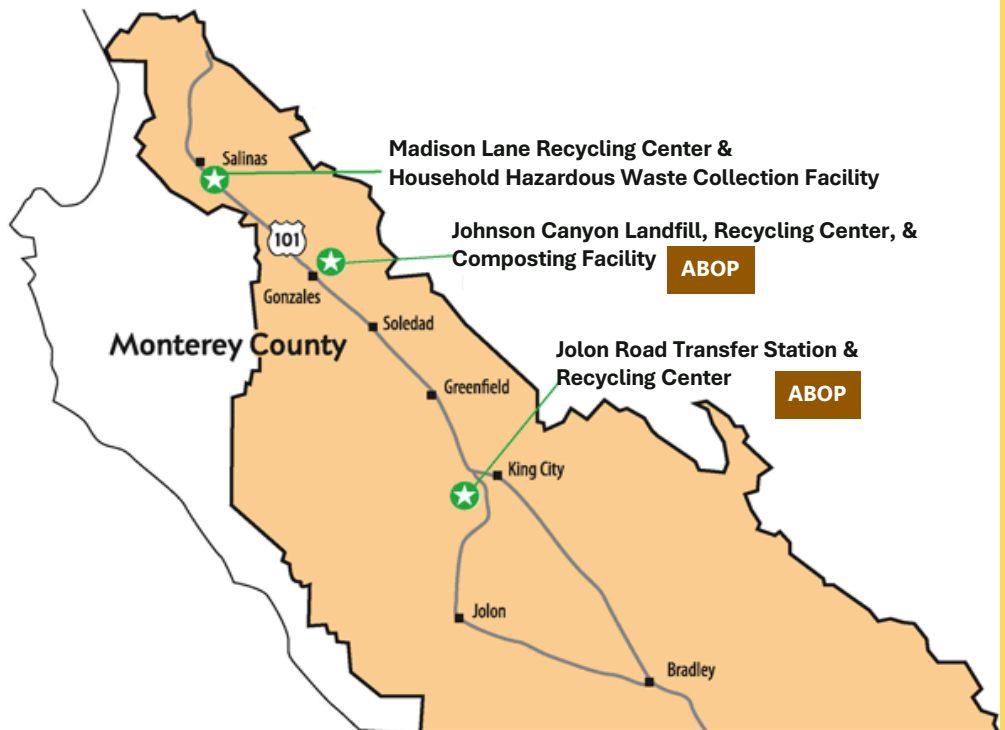 Madison Lane Recycling Center &
Household Hazardous Waste Collection Facility
Salinas
Johnson Canyon Landfill, Recycling Center, &
Composting Facility
ABOP
101
Gonzales
Soledad
Monterey County
Jolon Road Transfer Station &
Recycling Center
ABOP
Greenfield
King City
Jolon
Bradley